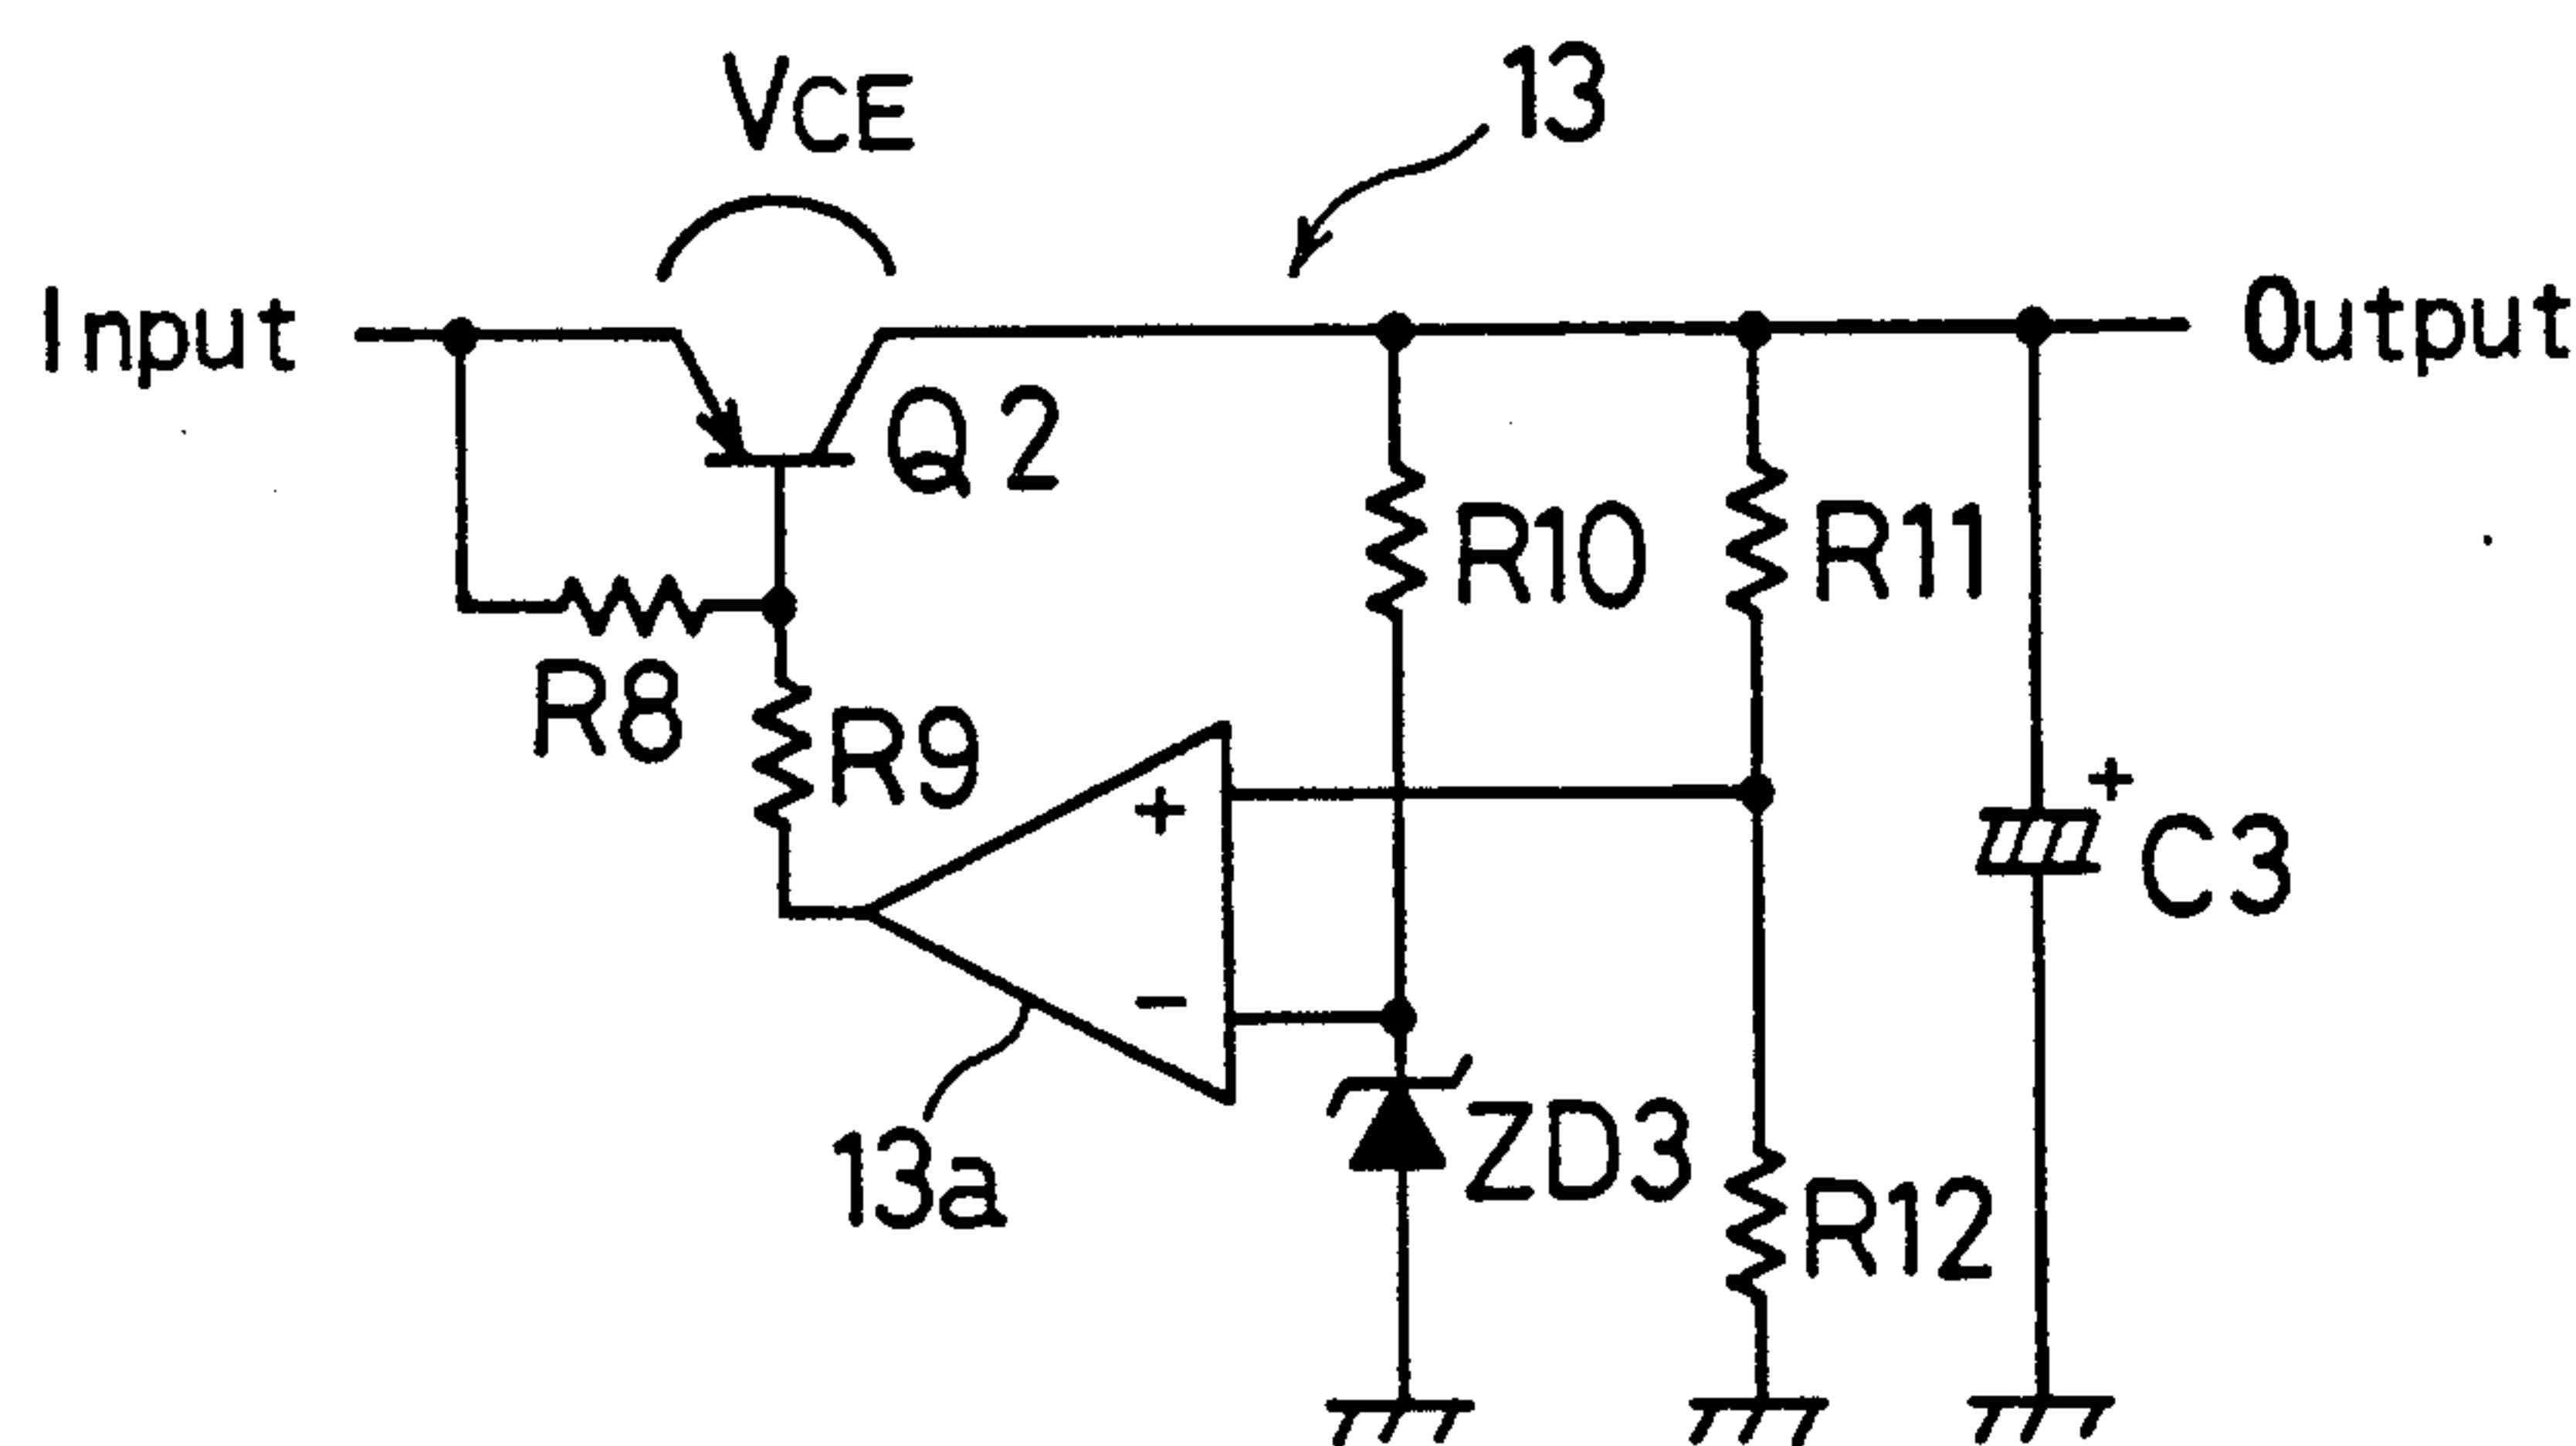 VCE
13
Input
Output
Q2
R10
R11
R8
R9
+
+
C3
-
ZD3
13a
R12